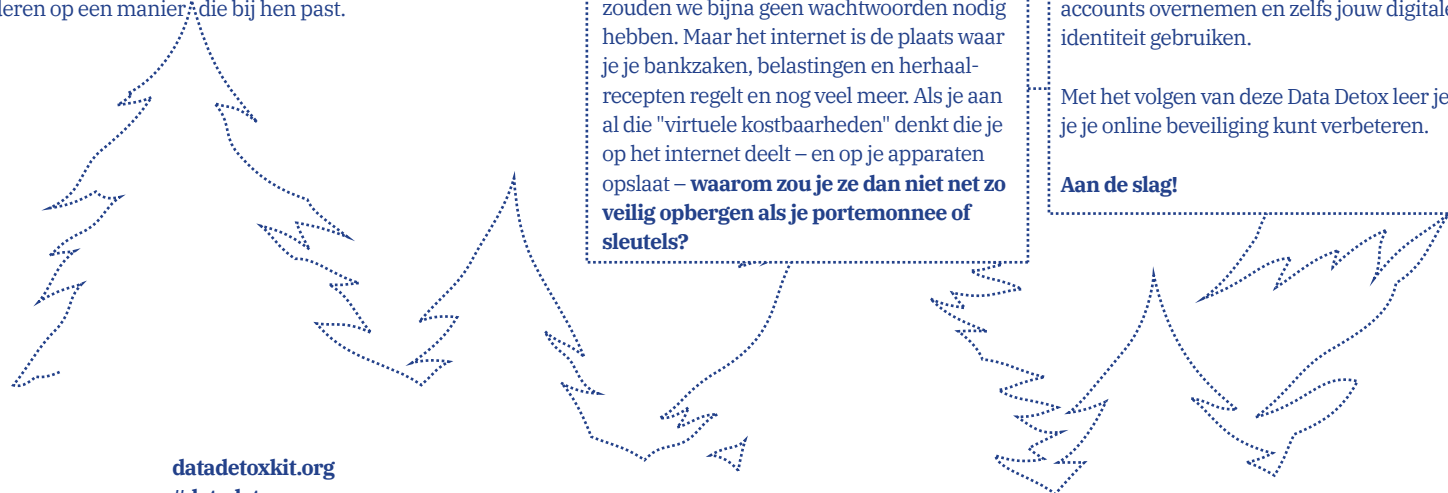 leren op een manier die bij hen past.
zouden we bijna geen wachtwoorden nodig
hebben. Maar het internet is de plaats waar
je je bankzaken, belastingen en herhaal-
recepten regelt en nog veel meer. Als je aan
al die "virtuele kostbaarheden" denkt die je
op het internet deelt – en op je apparaten
opslaat – waarom zou je ze dan niet net zo
veilig opbergen als je portemonnee of
sleutels?
accounts overnemen en zelfs jouw digitale
identiteit gebruiken.
Met het volgen van deze Data Detox leer je
je je online beveiliging kunt verbeteren.
Aan de slag!
datadetoxkit.org